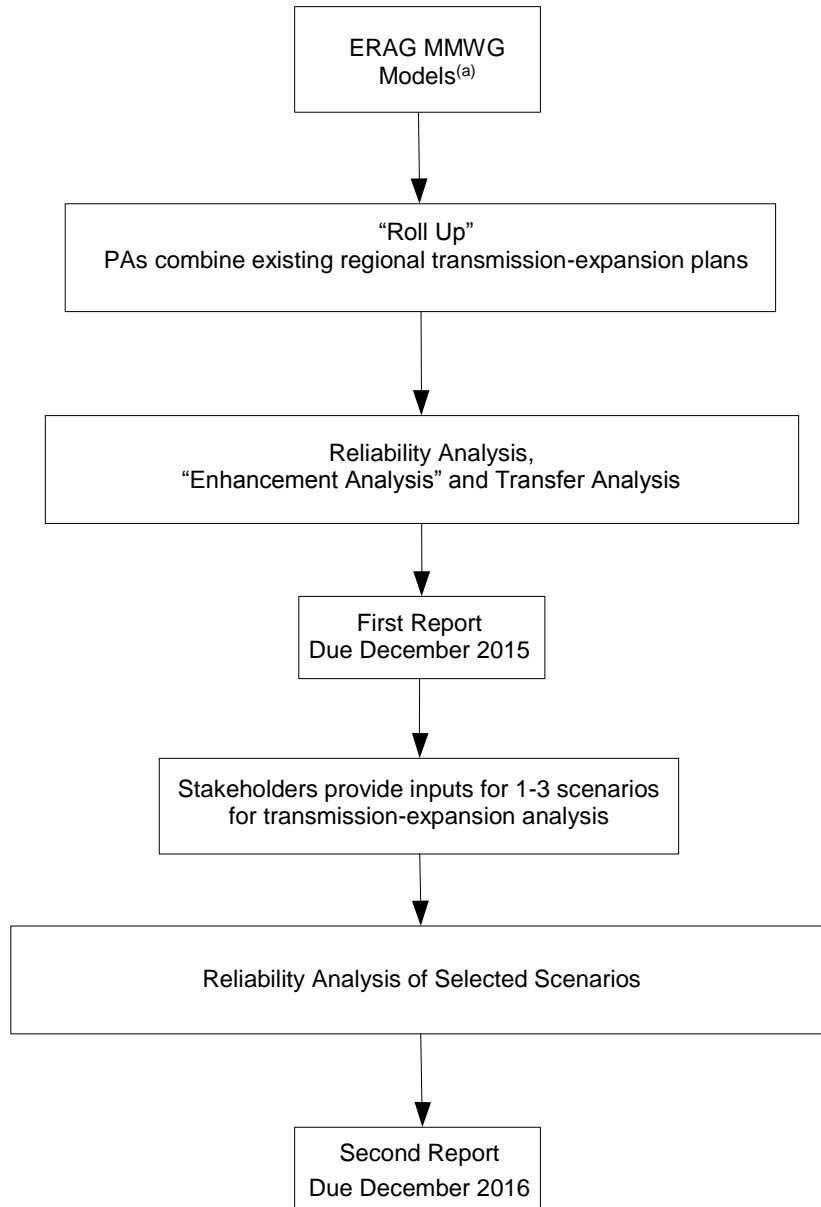 ERAG MMWG
Models(a)
“Roll Up”
PAs combine existing regional transmission-expansion plans
Reliability Analysis,
“Enhancement Analysis” and Transfer Analysis
First Report
Due December 2015
Stakeholders provide inputs for 1-3 scenarios
for transmission-expansion analysis
Reliability Analysis of Selected Scenarios
Second Report
Due December 2016